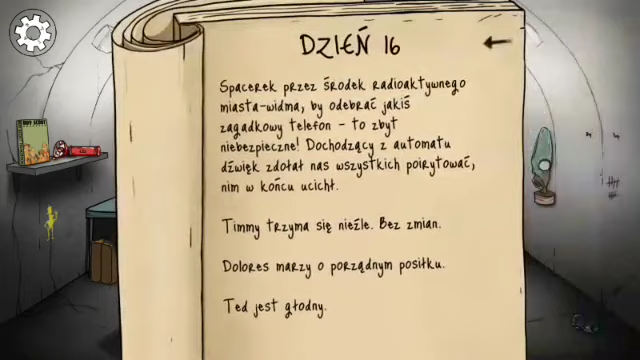 DZIEŃ 16
Spacerek przez środek radioaktywnego
miasta-widma, by odebrać jakiś
zagadkowy telefon - to zbyt
niebezpieczne! Dochodzący z automatu
dźwięk zdołał nas wszystkich poirytować,
nim w końcu ucichł.
Timmy trzyma się nieźle. Bez zmian.
Dolores marzy o porządnym posiłku.
Ted jest głodny.